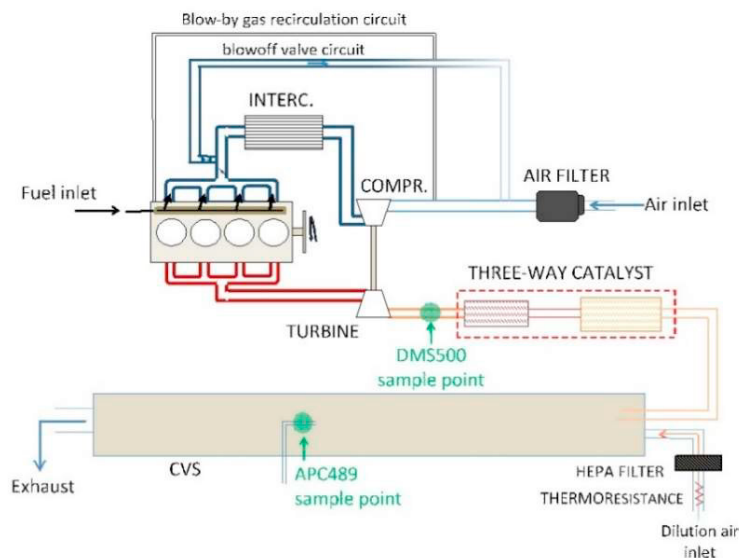 Blow-by gas recirculation circuit
blowoff valve circuit
INTERC.
AIR FILTER
COMPR.
Fuel inlet
Air inlet
THREE-WAY CATALYST
TURBINE
DMS500
sample point
CVS
APC489
sample point
Exhaust
HEPA FILTER
THERMORESISTANCE
Dilution air
inlet